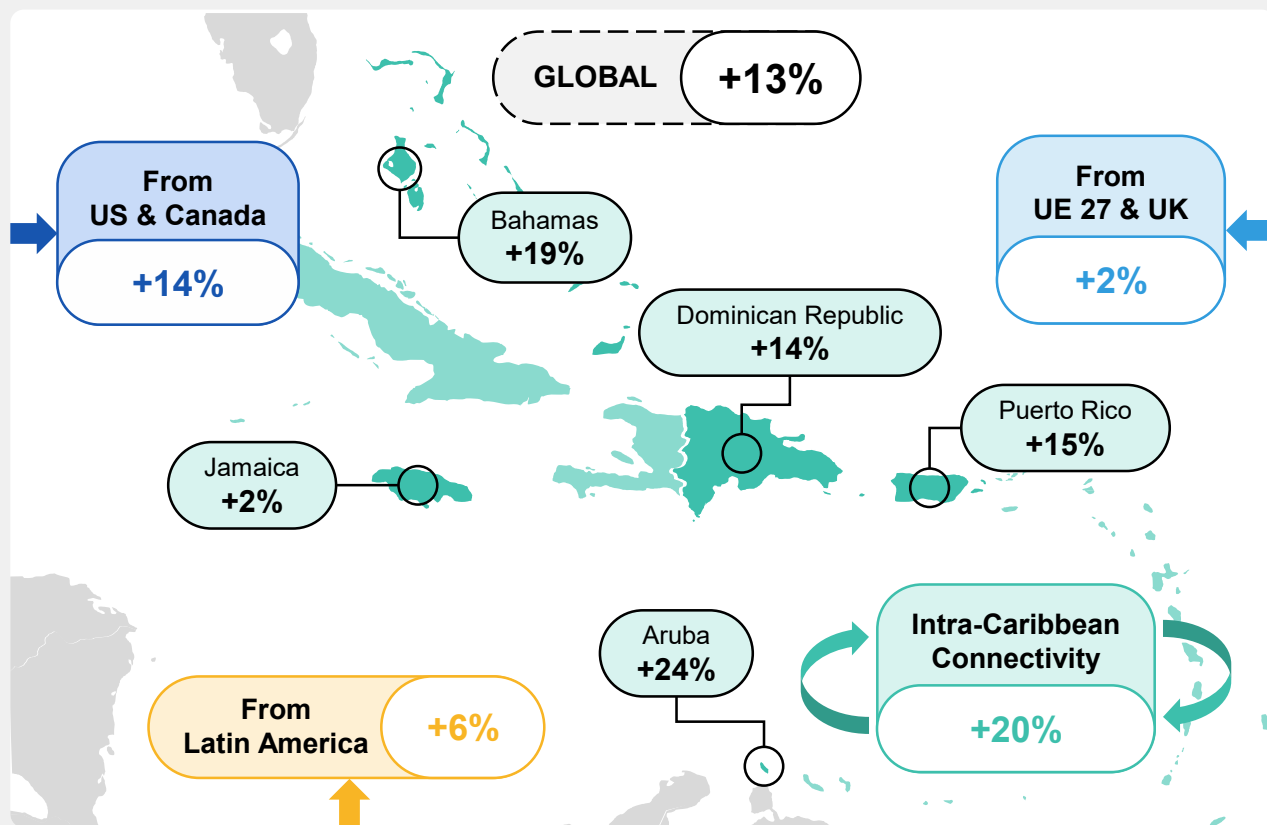 GLOBAL
+13%
From
US & Canada
+14%
From
UE 27 & UK
+2%
Bahamas
+19%
Dominican Republic
+14%
Puerto Rico
+15%
Jamaica
+2%
Aruba
+24%
Intra-Caribbean
Connectivity
+20%
From
Latin America
+6%